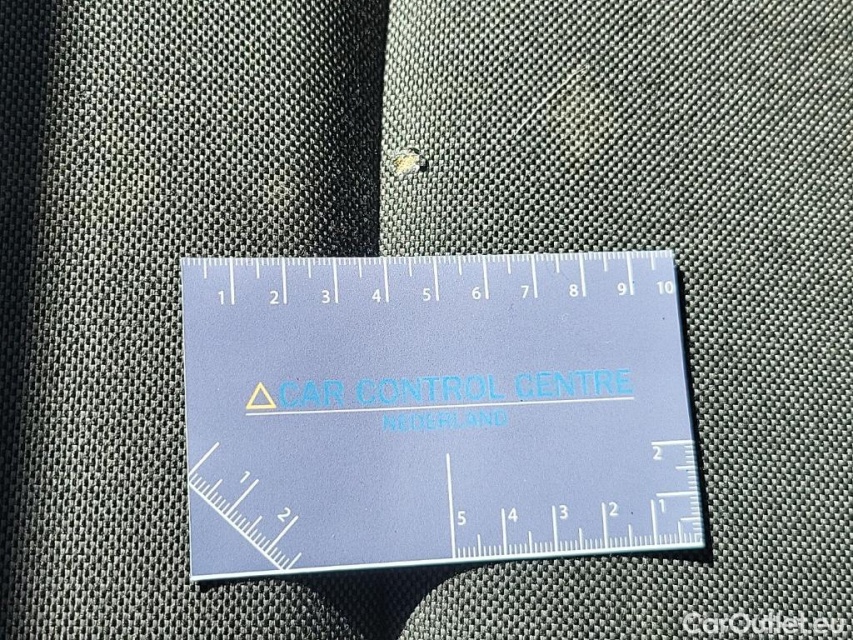 1 2 3 4 5 6 7 8 9 10
CAR CONTROL CENTRE
NEDERLAND
1 2
5 4 3 2 1
2
CarOutlet.eu